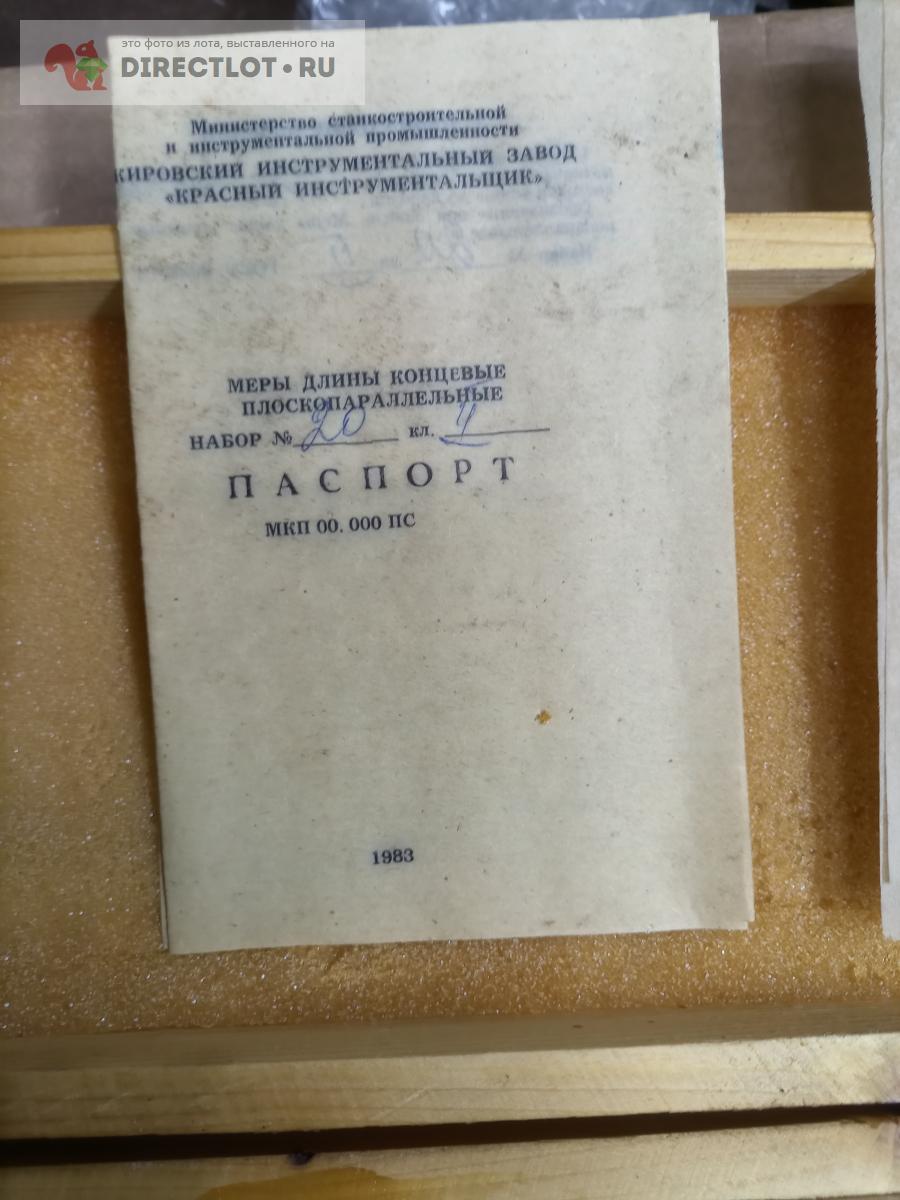 это фото из лота, выставленного на
DIRECTLOT.RU
Министерство станкостроительной
и инструментальной промышленности
КИРОВСКИЙ ИНСТРУМЕНТАЛЬНЫЙ ЗАВОД
«КРАСНЫЙ ИНСТРУМЕНТАЛЬЩИК»
МЕРЫ ДЛИНЫ КОНЦЕВЫЕ
ПЛОСКОПАРАЛЛЕЛЬНЫЕ
НАБОР № 20 кл.
ПАСПОРТ
МКП 00. 000 ПС
1983